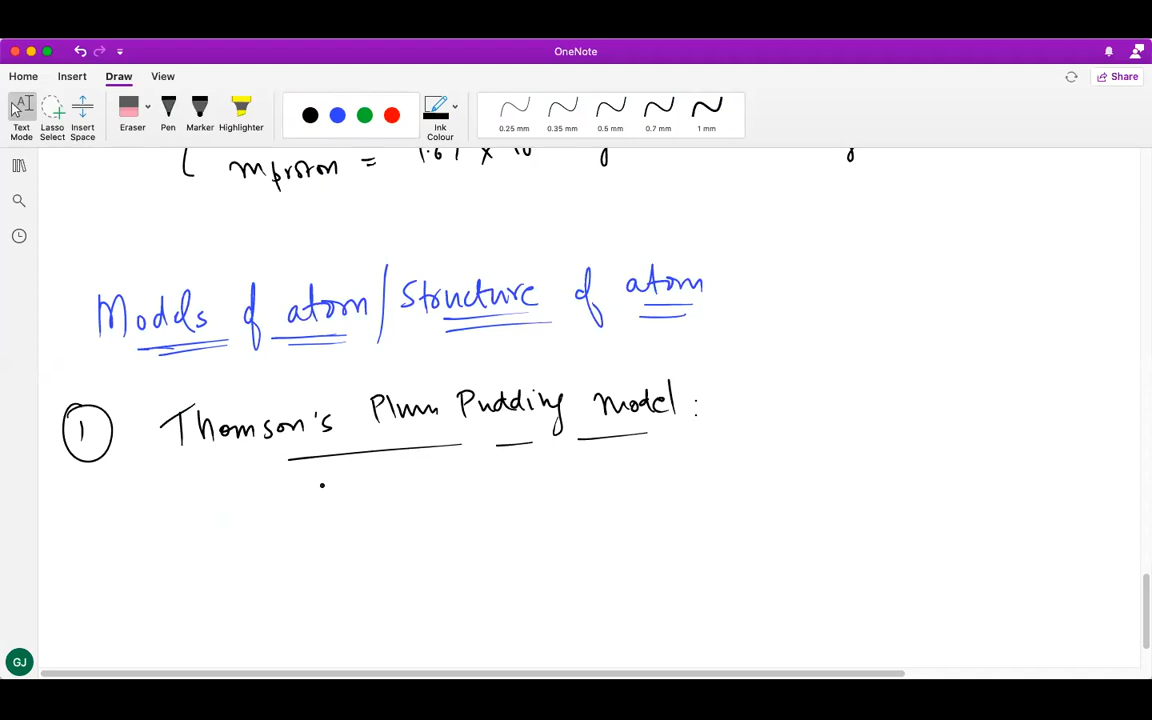 OneNote
Home Insert Draw View
Share
Text Mode
Lasso Select
Insert Space
Eraser
Pen
Marker
Highlighter
Ink Colour
0.25 mm
0.35 mm
0.5 mm
0.7 mm
1 mm
m proton =
Models of atom / Structure of atom
1 Thomson's Plum Pudding model :
GJ